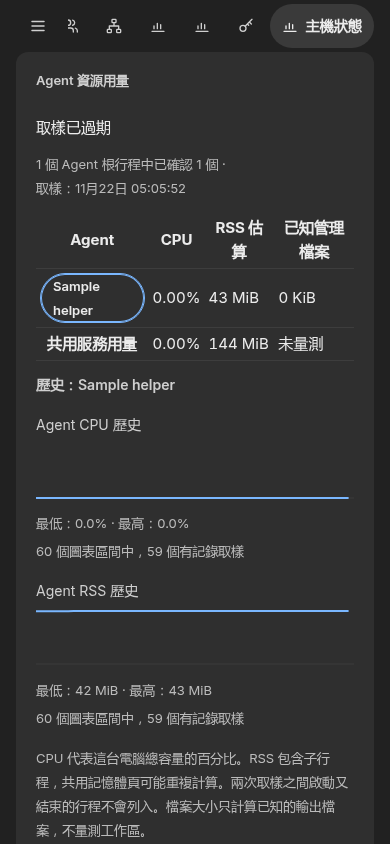 主機狀態
Agent 資源用量
取樣已過期
1 個 Agent 根行程中已確認 1 個 ·
取樣：11月22日 05:05:52
Agent CPU RSS 估算 已知管理檔案
Sample helper 0.00% 43 MiB 0 KiB
共用服務用量 0.00% 144 MiB 未量測
歷史：Sample helper
Agent CPU 歷史
最低：0.0% · 最高：0.0%
60 個圖表區間中，59 個有記錄取樣
Agent RSS 歷史
最低：42 MiB · 最高：43 MiB
60 個圖表區間中，59 個有記錄取樣
CPU 代表這台電腦總容量的百分比。RSS 包含子行
程，共用記憶體頁可能重複計算。兩次取樣之間啟動又
結束的行程不會列入。檔案大小只計算已知的輸出檔
案，不量測工作區。